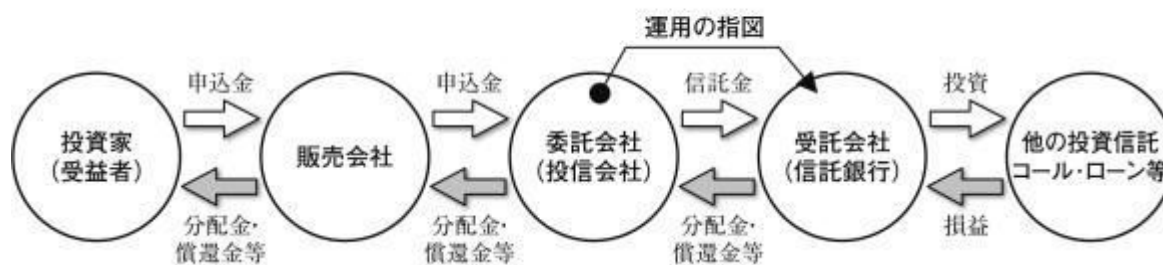 運用の指図
申込金
申込金
信託金
投資
投資家
(受益者)
販売会社
委託会社
(投信会社)
受託会社
(信託銀行)
他の投資信託
コール・ローン等
分配金・
償還金等
分配金・
償還金等
分配金・
償還金等
損益